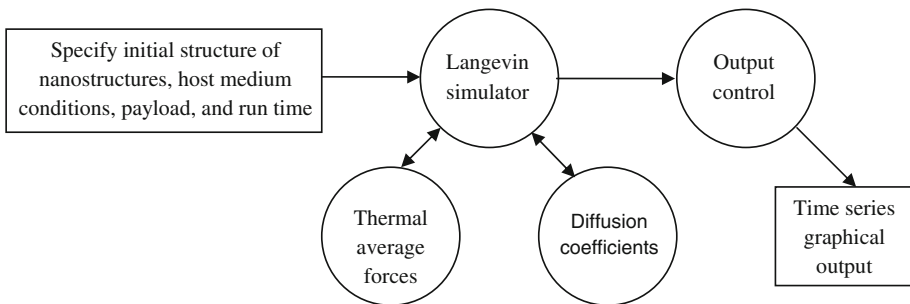 Specify initial structure of
nanostructures, host medium
conditions, payload, and run time
Langevin
simulator
Output
control
Thermal
average
forces
Diffusion
coefficients
Time series
graphical
output